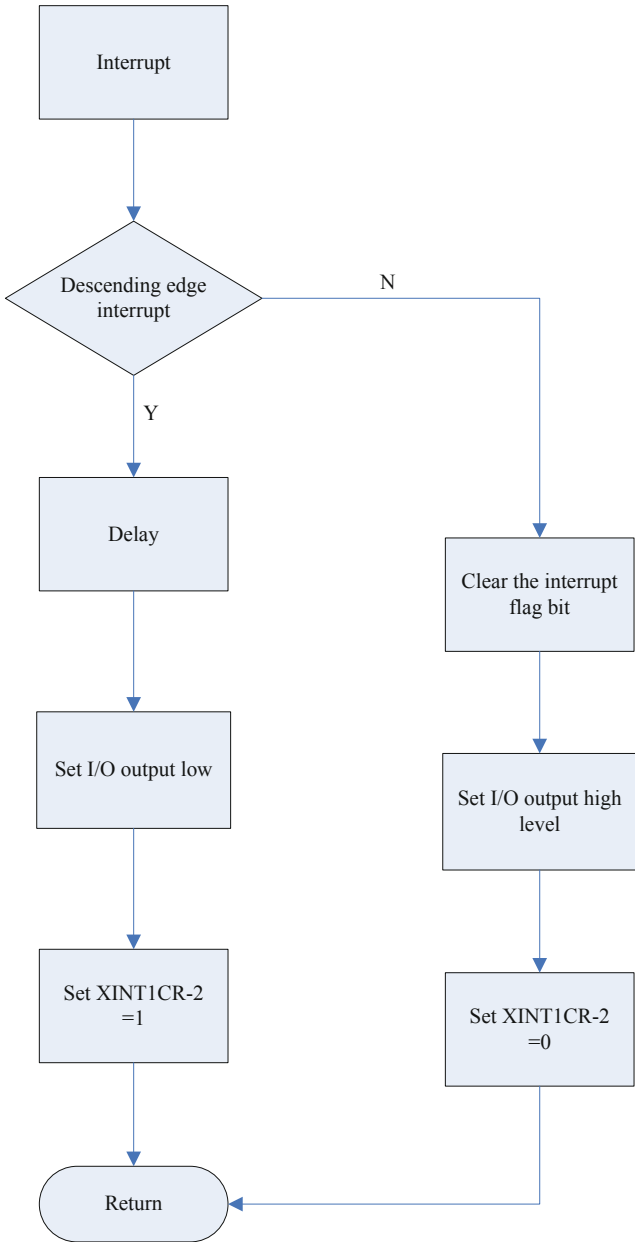 Interrupt
Descending edge
interrupt
N
Y
Delay
Clear the interrupt
flag bit
Set I/O output low
Set I/O output high
level
Set XINT1CR-2
=1
Set XINT1CR-2
=0
Return